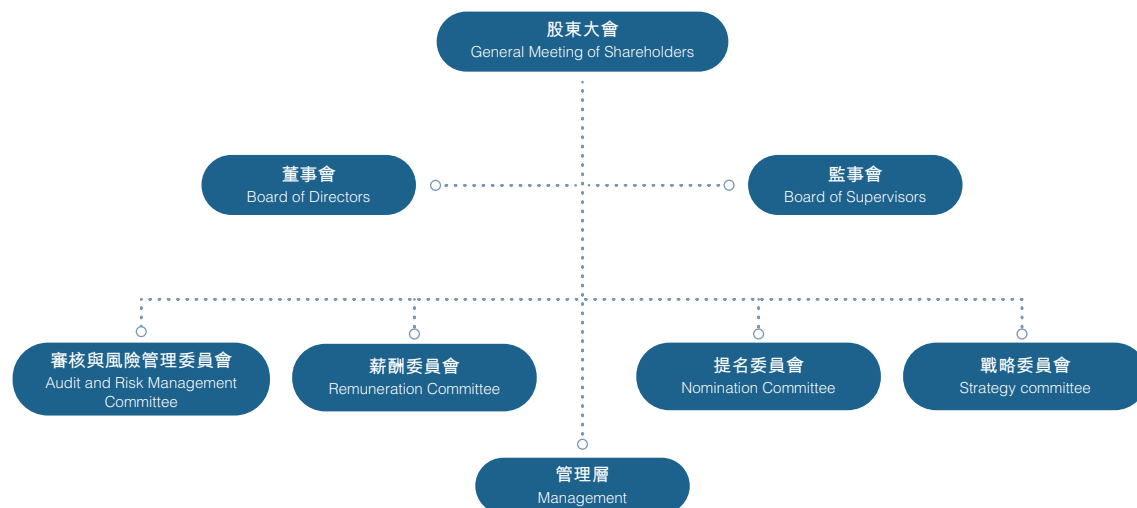 股東大會
General Meeting of Shareholders
董事會
Board of Directors
監事會
Board of Supervisors
審核與風險管理委員會
Audit and Risk Management
Committee
薪酬委員會
Remuneration Committee
提名委員會
Nomination Committee
戰略委員會
Strategy committee
管理層
Management